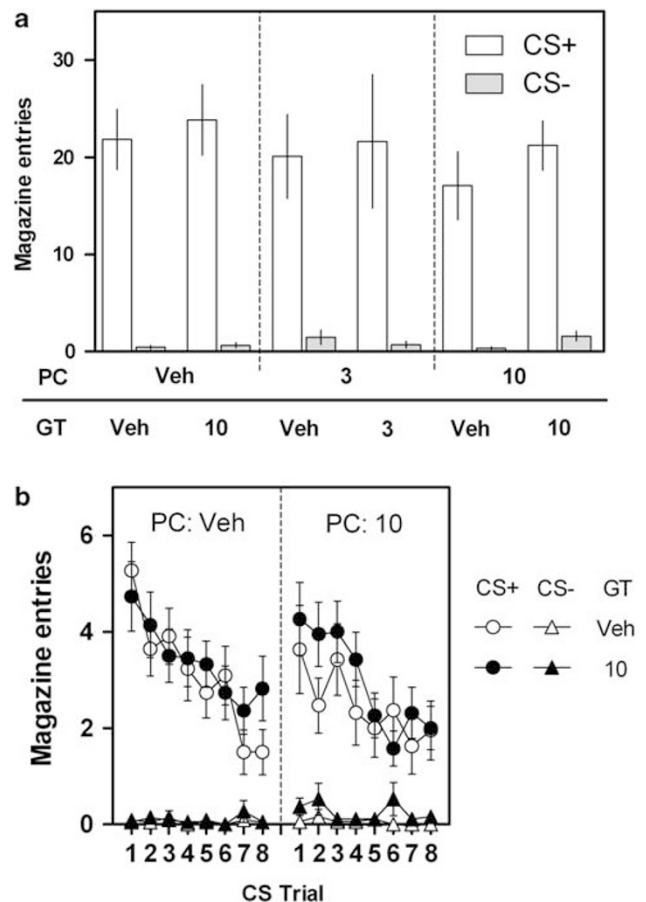 a
30
20
10
0
Magazine entries
CS+
CS-
PC Veh 3 10
GT Veh 10 Veh 3 Veh 10
b
PC: Veh PC: 10
6
4
2
0
Magazine entries
1 2 3 4 5 6 7 8 1 2 3 4 5 6 7 8
CS Trial
CS+ CS- GT
Veh
10